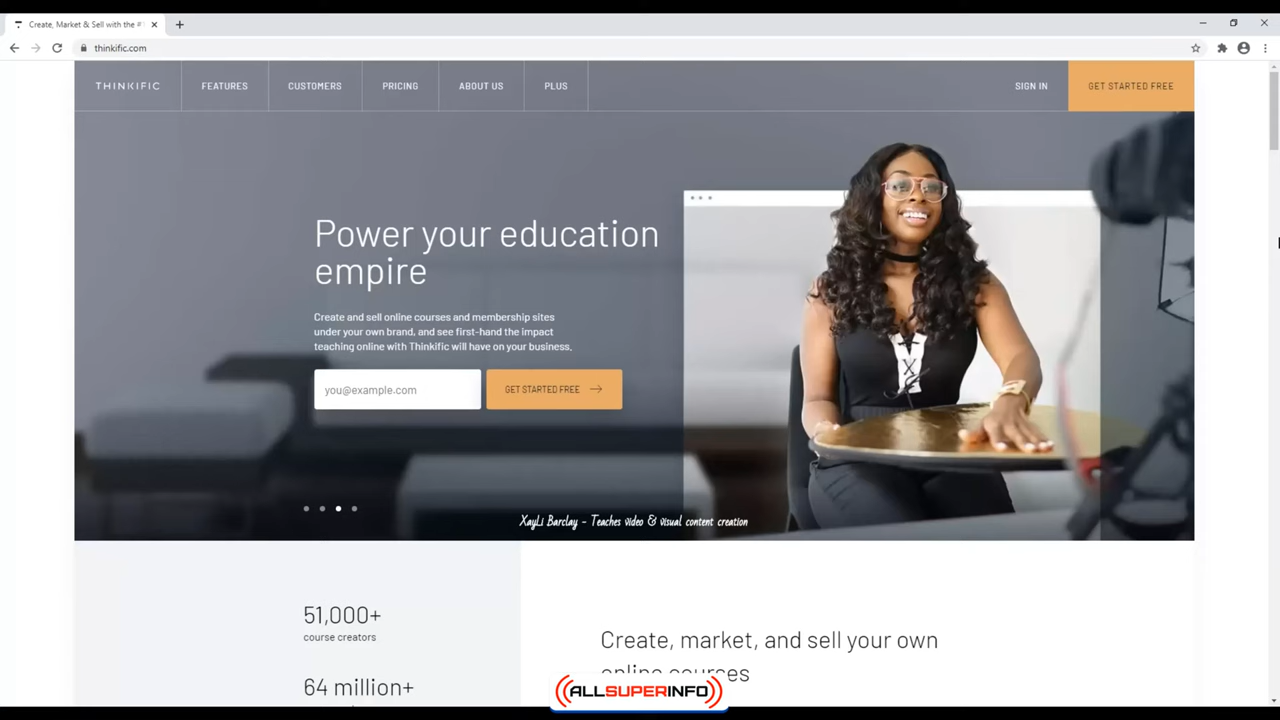 Create, Market & Sell with the #
thinkific.com
THINKIFIC
FEATURES
CUSTOMERS
PRICING
ABOUT US
PLUS
SIGN IN
GET STARTED FREE
Power your education
empire
Create and sell online courses and membership sites
under your own brand, and see first-hand the impact
teaching online with Thinkific will have on your business.
you@example.com
GET STARTED FREE
XayLi Barclay - Teaches video & visual content creation
51,000+
course creators
Create, market, and sell your own
online courses
64 million+
ALLSUPERINFO